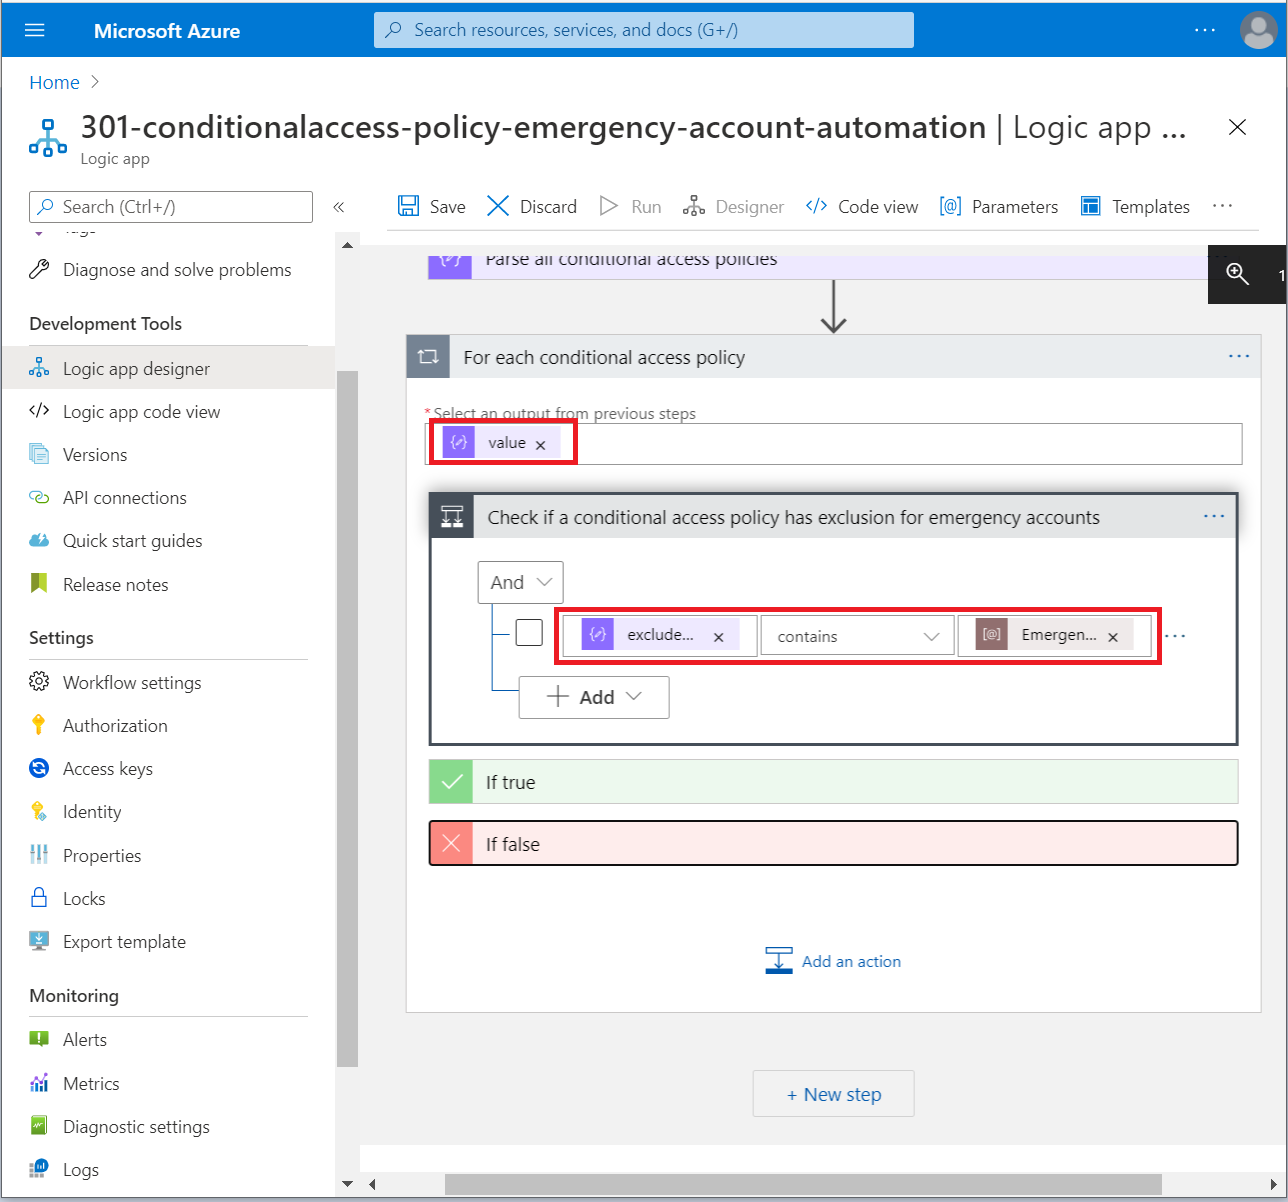 Microsoft Azure
Search resources, services, and docs (G+/)
...
Home >
301-conditionalaccess-policy-emergency-account-automation | Logic app ...
Logic app
Search (Ctrl+/)
«
Save
Discard
Run
Designer
Code view
Parameters
Templates
...
Tags
Diagnose and solve problems
Development Tools
Logic app designer
Logic app code view
Versions
API connections
Quick start guides
Release notes
Settings
Workflow settings
Authorization
Access keys
Identity
Properties
Locks
Export template
Monitoring
Alerts
Metrics
Diagnostic settings
Logs
Parse all conditional access policies
1
For each conditional access policy
...
* Select an output from previous steps
value ×
Check if a conditional access policy has exclusion for emergency accounts
...
And
exclude... × contains Emergen... ×
...
+ Add
If true
If false
Add an action
+ New step